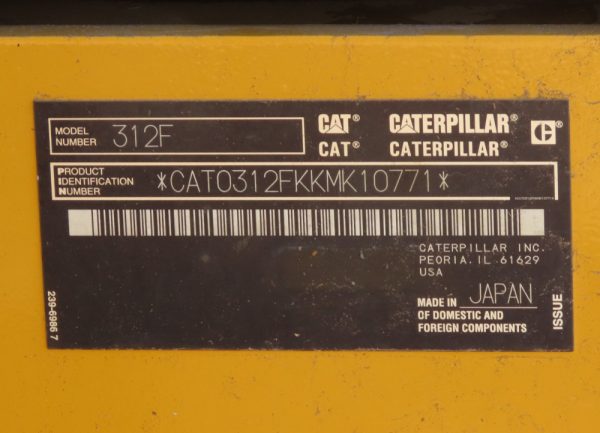 MODEL NUMBER 312F
CAT® CATERPILLAR® C®
CAT® CATERPILLAR®
PRODUCT IDENTIFICATION NUMBER *CAT0312FKKMK10771*
CATERPILLAR INC.
PEORIA, IL 61629
USA
MADE IN JAPAN
OF DOMESTIC AND
FOREIGN COMPONENTS
239-6986 7
ISSUE